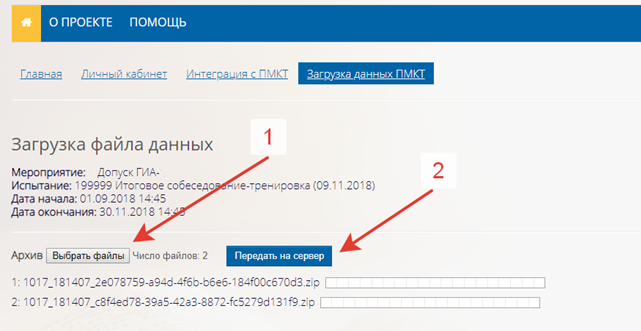 О ПРОЕКТЕ ПОМОЩЬ
Главная Личный кабинет Интеграция с ПМКТ Загрузка данных ПМКТ
Загрузка файла данных
1
2
Мероприятие: Допуск ГИА-
Испытание: 199999 Итоговое собеседование-тренировка (09.11.2018)
Дата начала: 01.09.2018 14:45
Дата окончания: 30.11.2018 14:45
Архив Выбрать файлы Число файлов: 2 Передать на сервер
1: 1017_181407_2e078759-a94d-4f6b-b6e6-184f00c670d3.zip
2: 1017_181407_c8f4ed78-39a5-42a3-8872-fc5279d131f9.zip